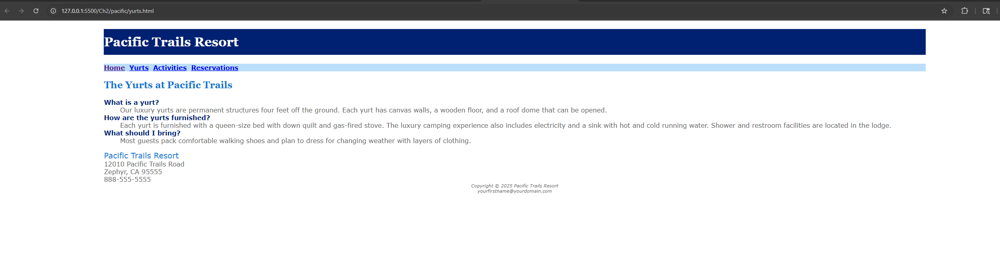 127.0.0.1:5500/Ch2/pacific/yurts.html
Pacific Trails Resort
Home Yurts Activities Reservations
The Yurts at Pacific Trails
What is a yurt?
Our luxury yurts are permanent structures four feet off the ground. Each yurt has canvas walls, a wooden floor, and a roof dome that can be opened.
How are the yurts furnished?
Each yurt is furnished with a queen-size bed with down quilt and gas-fired stove. The luxury camping experience also includes electricity and a sink with hot and cold running water. Shower and restroom facilities are located in the lodge.
What should I bring?
Most guests pack comfortable walking shoes and plan to dress for changing weather with layers of clothing.
Pacific Trails Resort
12010 Pacific Trails Road
Zephyr, CA 95555
888-555-5555
Copyright © 2025 Pacific Trails Resort
yourfirstname@yourdomain.com